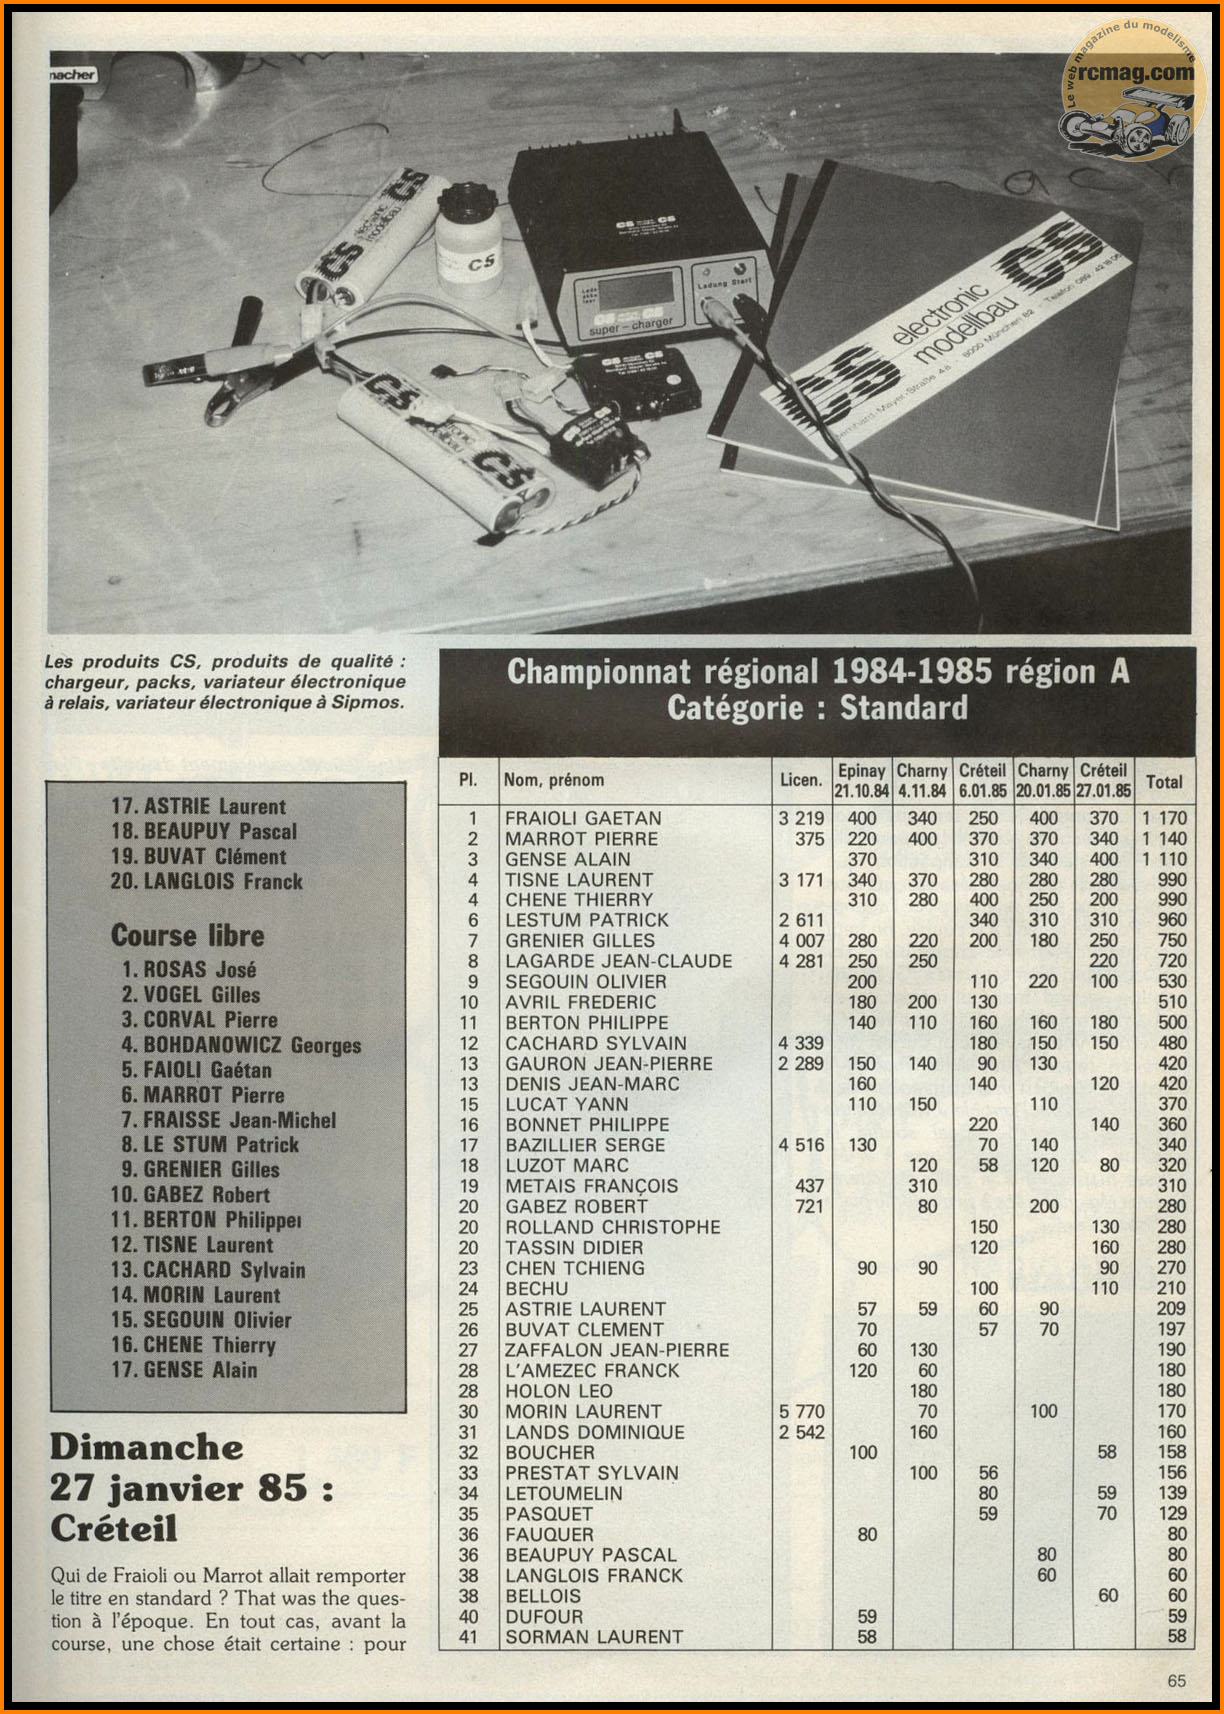 Le web magazine du modelisme
rcmag.com
macher
CS electronic modellbau CS
CS
CS CS
Ladung Start
CS CS
super-charger
CS CS
CS electronic modellbau CS
8000 München 82
CS
CS
Les produits CS, produits de qualité :
chargeur, packs, variateur électronique
à relais, variateur électronique à Sipmos.
17. ASTRIE Laurent
18. BEAUPUY Pascal
19. BUVAT Clément
20. LANGLOIS Franck
Course libre
1. ROSAS José
2. VOGEL Gilles
3. CORVAL Pierre
4. BOHDANOWICZ Georges
5. FAIOLI Gaétan
6. MARROT Pierre
7. FRAISSE Jean-Michel
8. LE STUM Patrick
9. GRENIER Gilles
10. GABEZ Robert
11. BERTON Philippe
12. TISNE Laurent
13. CACHARD Sylvain
14. MORIN Laurent
15. SEGOUIN Olivier
16. CHENE Thierry
17. GENSE Alain
Dimanche
27 janvier 85 :
Créteil
Qui de Fraioli ou Marrot allait remporter
le titre en standard ? That was the ques-
tion à l'époque. En tout cas, avant la
course, une chose était certaine : pour
Championnat régional 1984-1985 région A
Catégorie : Standard
Pl. Nom, prénom Licen. Epinay 21.10.84 Charny 4.11.84 Créteil 6.01.85 Charny 20.01.85 Créteil 27.01.85 Total
1 FRAIOLI GAETAN 3 219 400 340 250 400 370 1 170
2 MARROT PIERRE 375 220 400 370 370 340 1 140
3 GENSE ALAIN 370 310 340 400 1 110
4 TISNE LAURENT 3 171 340 370 280 280 280 990
4 CHENE THIERRY 310 280 400 250 200 990
6 LESTUM PATRICK 2 611 340 310 310 960
7 GRENIER GILLES 4 007 280 220 200 180 250 750
8 LAGARDE JEAN-CLAUDE 4 281 250 250 220 720
9 SEGOUIN OLIVIER 200 110 220 100 530
10 AVRIL FREDERIC 180 200 130 510
11 BERTON PHILIPPE 140 110 160 160 180 500
12 CACHARD SYLVAIN 4 339 180 150 150 480
13 GAURON JEAN-PIERRE 2 289 150 140 90 130 420
13 DENIS JEAN-MARC 160 140 120 420
15 LUCAT YANN 110 150 110 370
16 BONNET PHILIPPE 220 140 360
17 BAZILLIER SERGE 4 516 130 70 140 340
18 LUZOT MARC 120 58 120 80 320
19 METAIS FRANÇOIS 437 310 310
20 GABEZ ROBERT 721 80 200 280
20 ROLLAND CHRISTOPHE 150 130 280
20 TASSIN DIDIER 120 160 280
23 CHEN TCHIENG 90 90 90 270
24 BECHU 100 110 210
25 ASTRIE LAURENT 57 59 60 90 209
26 BUVAT CLEMENT 70 57 70 197
27 ZAFFALON JEAN-PIERRE 60 130 190
28 L'AMEZEC FRANCK 120 60 180
28 HOLON LEO 180 180
30 MORIN LAURENT 5 770 70 100 170
31 LANDS DOMINIQUE 2 542 160 160
32 BOUCHER 100 58 158
33 PRESTAT SYLVAIN 100 56 156
34 LETOUMELIN 80 59 139
35 PASQUET 59 70 129
36 FAUQUER 80 80
36 BEAUPUY PASCAL 80 80
38 LANGLOIS FRANCK 60 60
38 BELLOIS 60 60
40 DUFOUR 59 59
41 SORMAN LAURENT 58 58
65